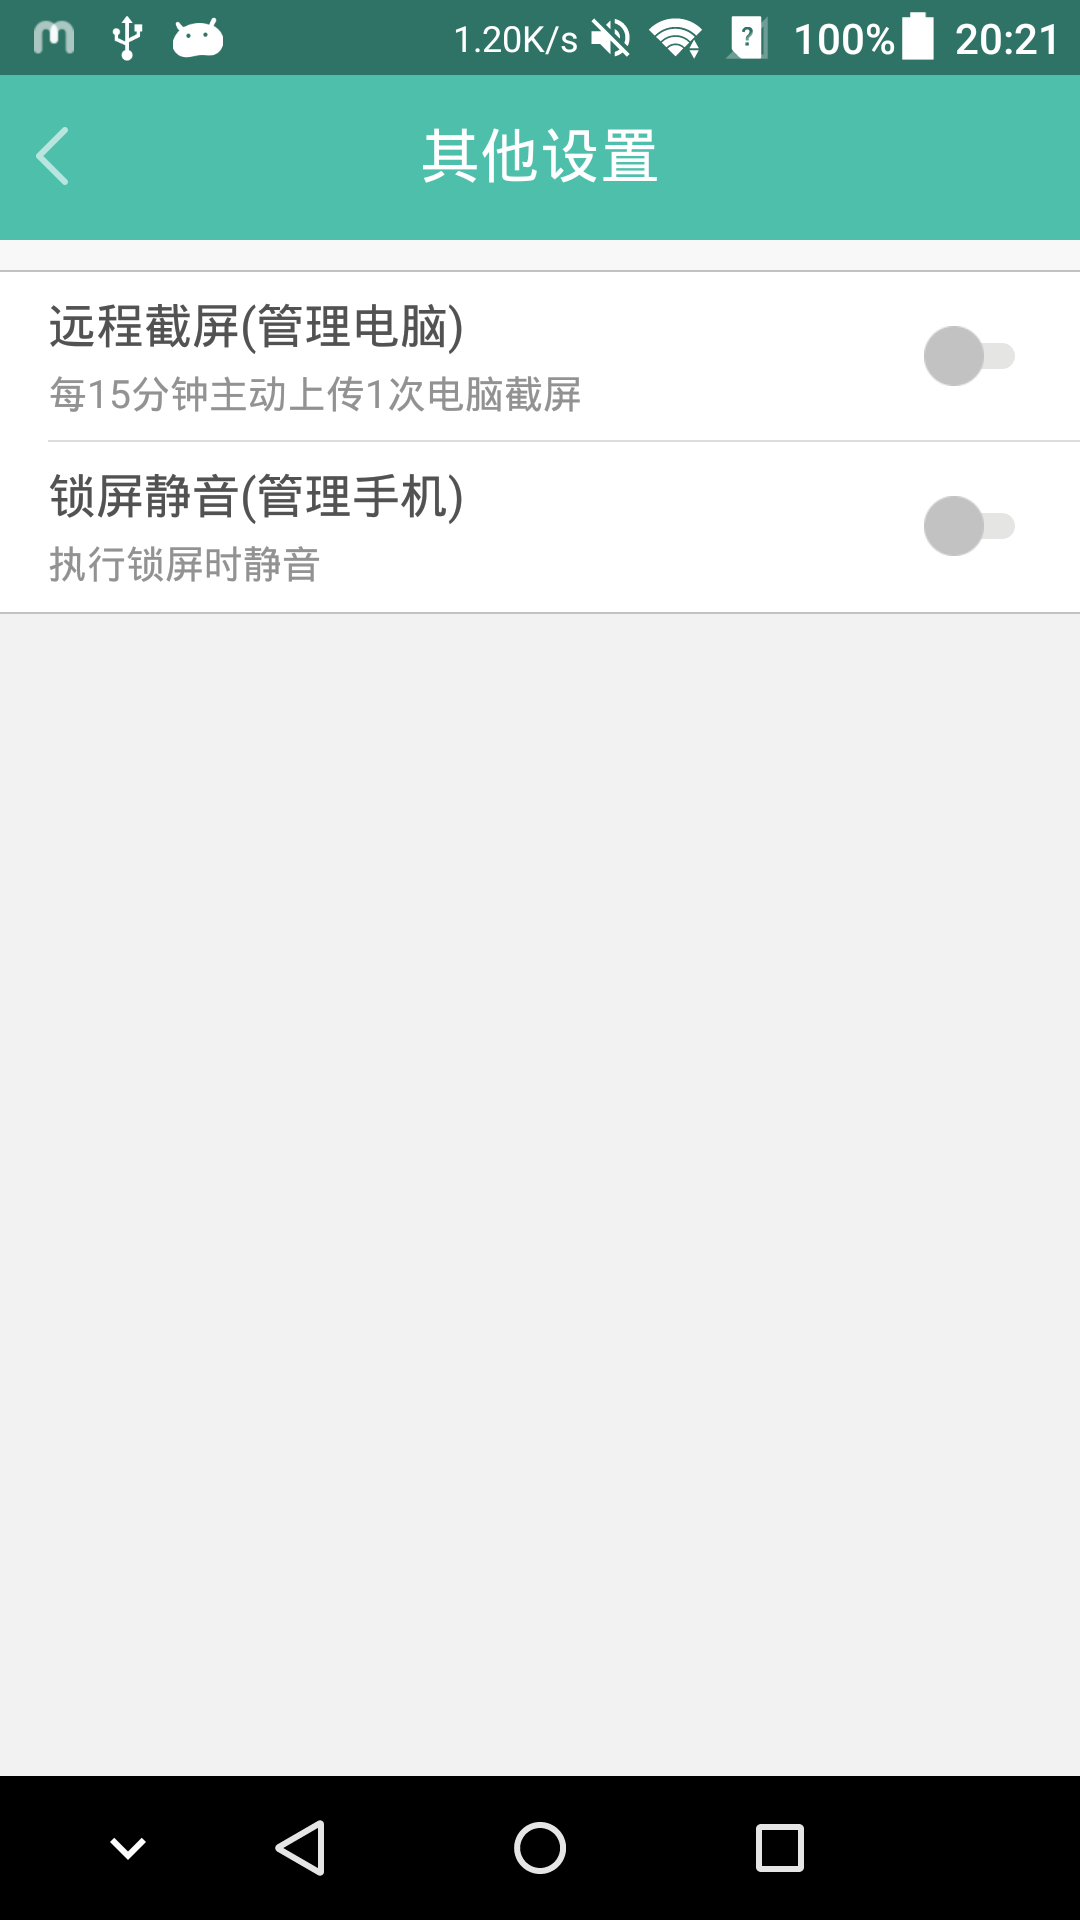 1.20K/s 100% 20:21
其他设置
远程截屏(管理电脑)
每15分钟主动上传1次电脑截屏
锁屏静音(管理手机)
执行锁屏时静音